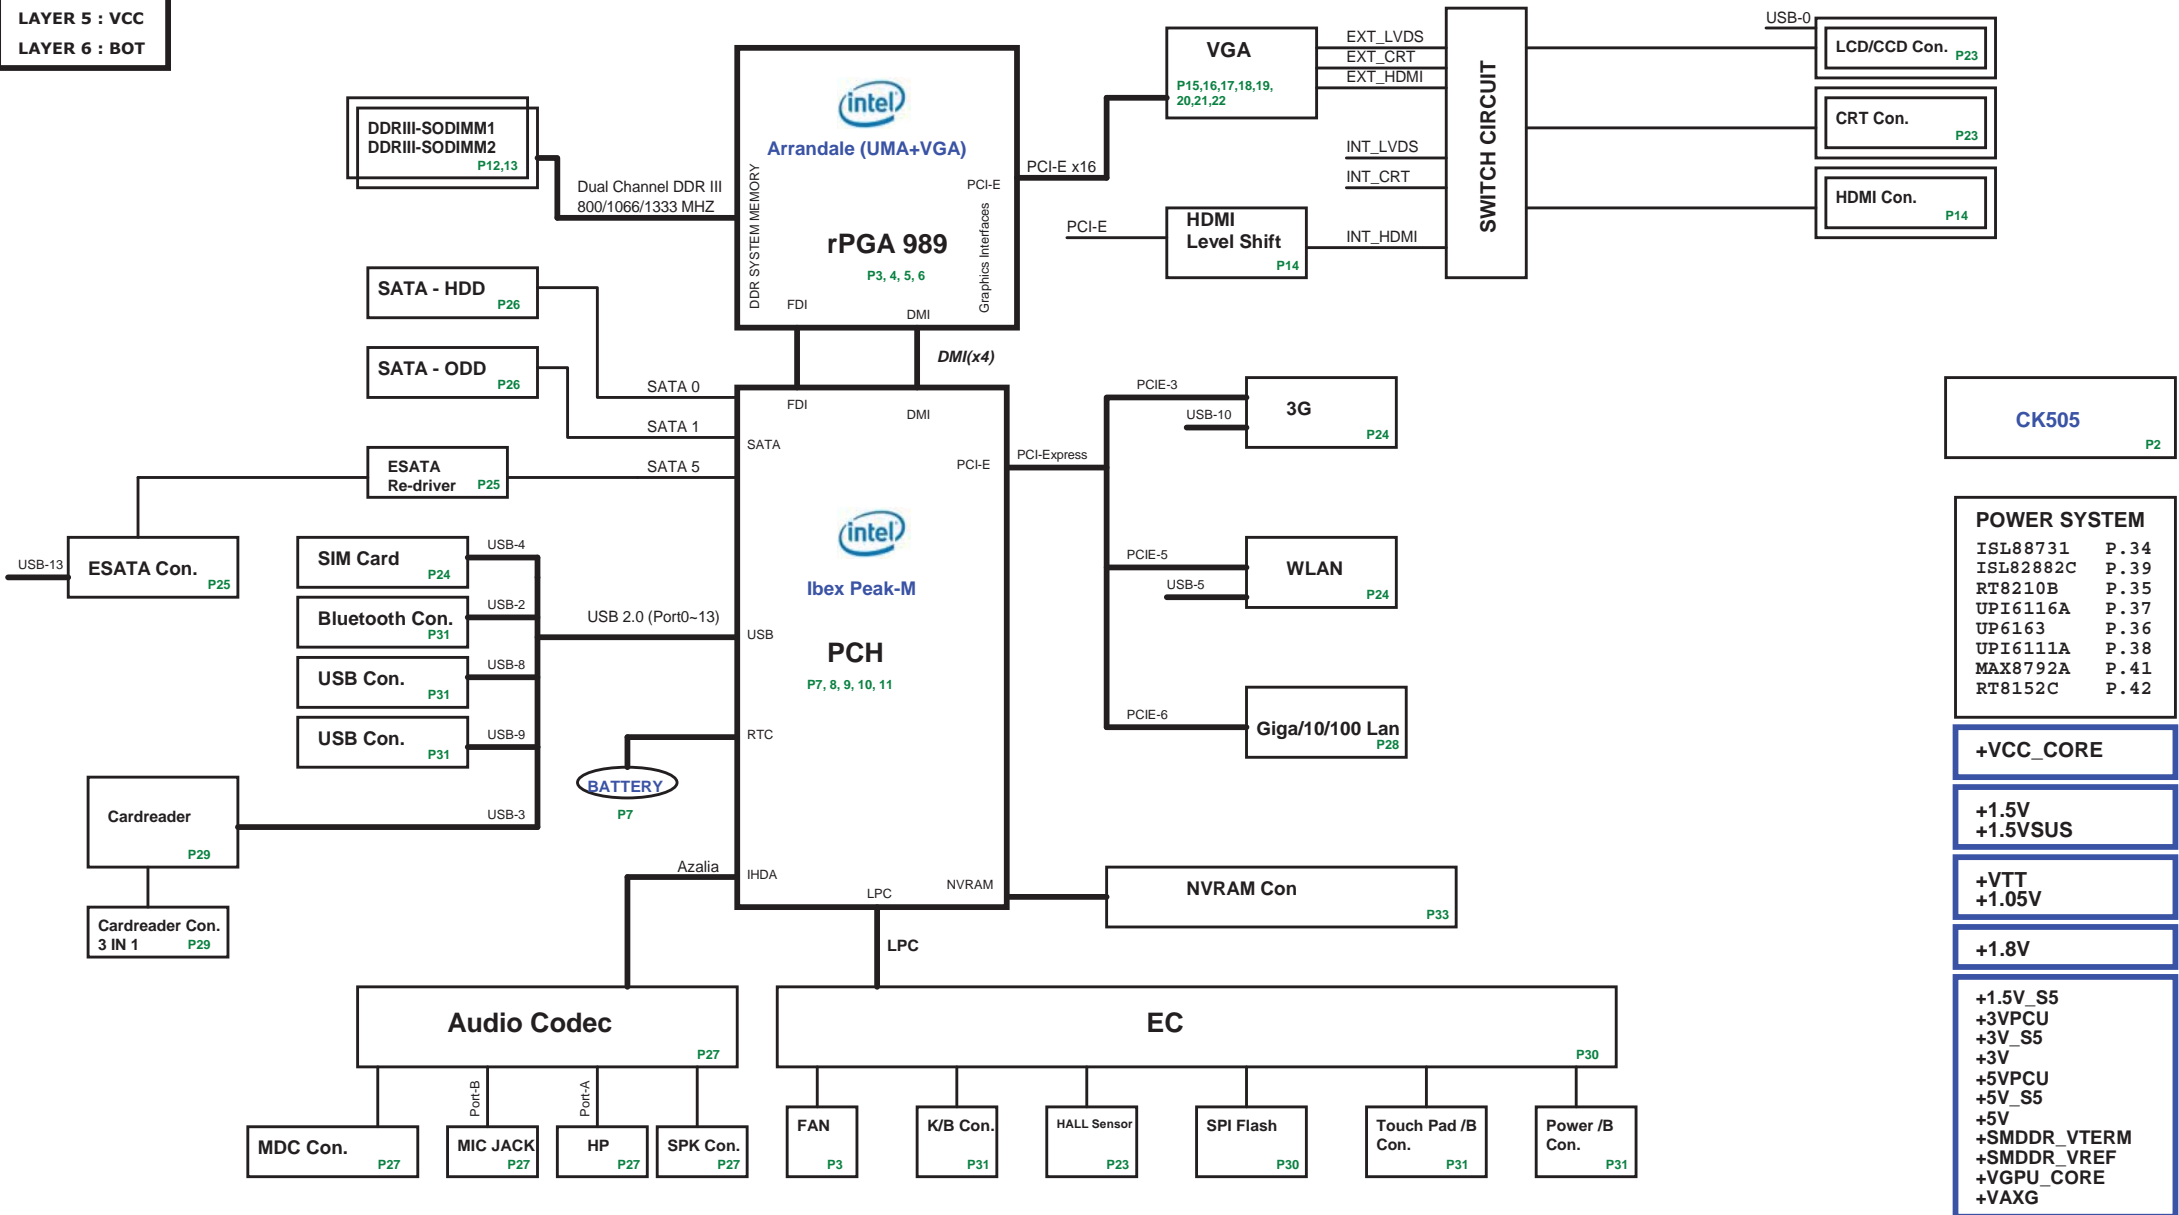 LAYER 5 : VCC
LAYER 6 : BOT
DDRIII-SODIMM1
DDRIII-SODIMM2
P12,13
Dual Channel DDR III
800/1066/1333 MHZ
intel
Arrandale (UMA+VGA)
rPGA 989
P3, 4, 5, 6
DDR SYSTEM MEMORY
FDI
DMI
PCI-E
Graphics Interfaces
PCI-E x16
VGA
P15,16,17,18,19,
20,21,22
EXT_LVDS
EXT_CRT
EXT_HDMI
INT_LVDS
INT_CRT
PCI-E
HDMI
Level Shift
P14
INT_HDMI
SWITCH CIRCUIT
USB-0
LCD/CCD Con.
P23
CRT Con.
P23
HDMI Con.
P14
DMI(x4)
SATA - HDD
P26
SATA 0
SATA - ODD
P26
SATA 1
ESATA
Re-driver
P25
SATA 5
USB-13
ESATA Con.
P25
SIM Card
P24
USB-4
Bluetooth Con.
P31
USB-2
USB Con.
P31
USB-8
USB Con.
P31
USB-9
Cardreader
P29
USB-3
Cardreader Con.
3 IN 1
P29
USB 2.0 (Port0~13)
BATTERY
P7
Azalia
FDI
DMI
SATA
PCI-E
intel
Ibex Peak-M
USB
PCH
P7, 8, 9, 10, 11
RTC
IHDA
LPC
NVRAM
PCI-Express
PCIE-3
USB-10
3G
P24
PCIE-5
USB-5
WLAN
P24
PCIE-6
Giga/10/100 Lan
P28
NVRAM Con
P33
LPC
Audio Codec
P27
MDC Con.
P27
Port-B
MIC JACK
P27
Port-A
HP
P27
SPK Con.
P27
EC
P30
FAN
P3
K/B Con.
P31
HALL Sensor
P23
SPI Flash
P30
Touch Pad /B
Con.
P31
Power /B
Con.
P31
CK505
P2
POWER SYSTEM
ISL88731 P.34
ISL82882C P.39
RT8210B P.35
UPI6116A P.37
UP6163 P.36
UPI6111A P.38
MAX8792A P.41
RT8152C P.42
+VCC_CORE
+1.5V
+1.5VSUS
+VTT
+1.05V
+1.8V
+1.5V_S5
+3VPCU
+3V_S5
+3V
+5VPCU
+5V_S5
+5V
+SMDDR_VTERM
+SMDDR_VREF
+VGPU_CORE
+VAXG